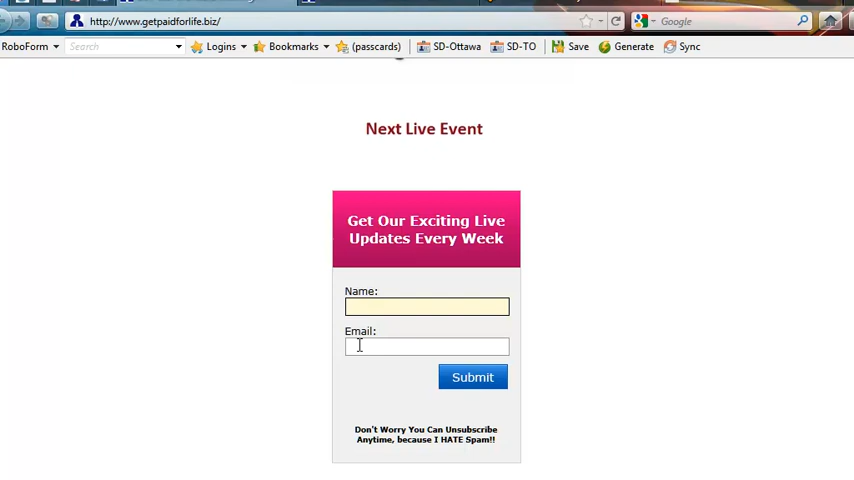 http://www.getpaidforlife.biz/
Google
RoboForm
Search
Logins
Bookmarks
(passcards)
SD-Ottawa
SD-TO
Save
Generate
Sync
Next Live Event
Get Our Exciting Live
Updates Every Week
Name:
Email:
Submit
Don't Worry You Can Unsubscribe
Anytime, because I HATE Spam!!